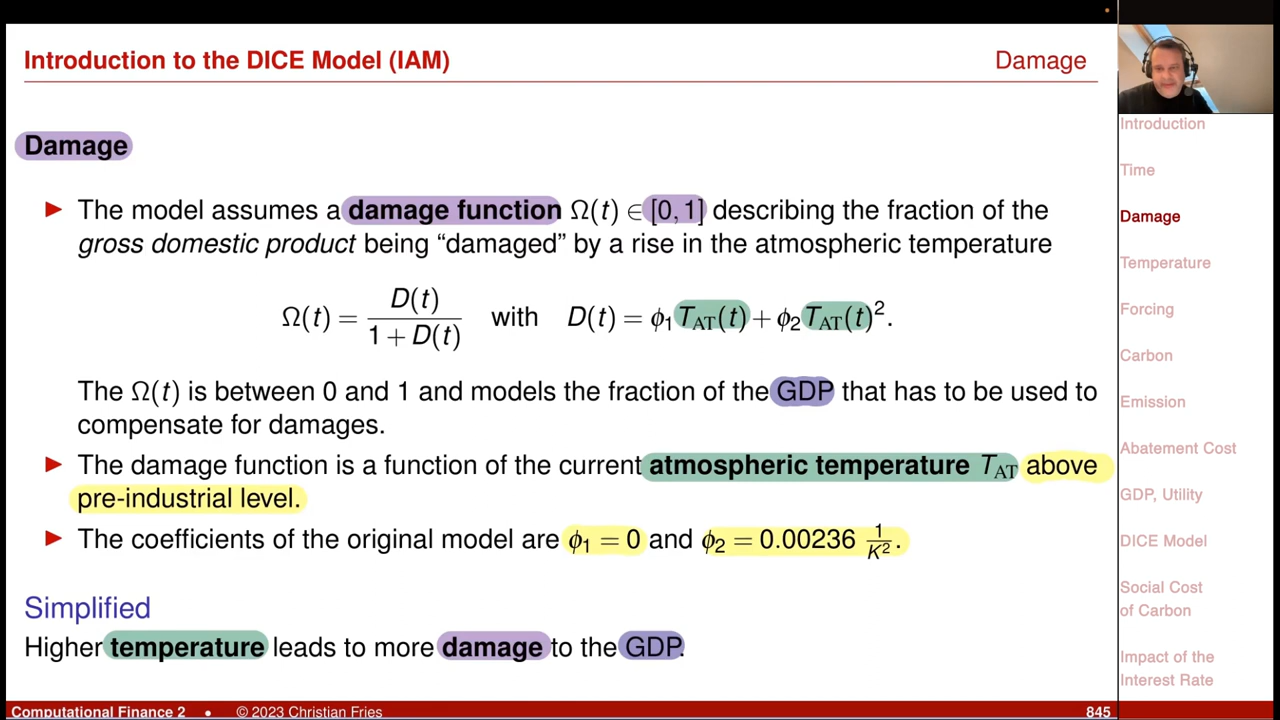 Introduction to the DICE Model (IAM)
Damage
Damage
► The model assumes a damage function Ω(t) ∈ [0, 1] describing the fraction of the
gross domestic product being “damaged” by a rise in the atmospheric temperature
Ω(t) = D(t) / (1 + D(t)) with D(t) = ϕ₁ T_AT(t) + ϕ₂ T_AT(t)².
The Ω(t) is between 0 and 1 and models the fraction of the GDP that has to be used to
compensate for damages.
► The damage function is a function of the current atmospheric temperature T_AT above
pre-industrial level.
► The coefficients of the original model are ϕ₁ = 0 and ϕ₂ = 0.00236 1/K².
Simplified
Higher temperature leads to more damage to the GDP.
Computational Finance 2 • © 2023 Christian Fries
845
Introduction
Time
Damage
Temperature
Forcing
Carbon
Emission
Abatement Cost
GDP, Utility
DICE Model
Social Cost
of Carbon
Impact of the
Interest Rate